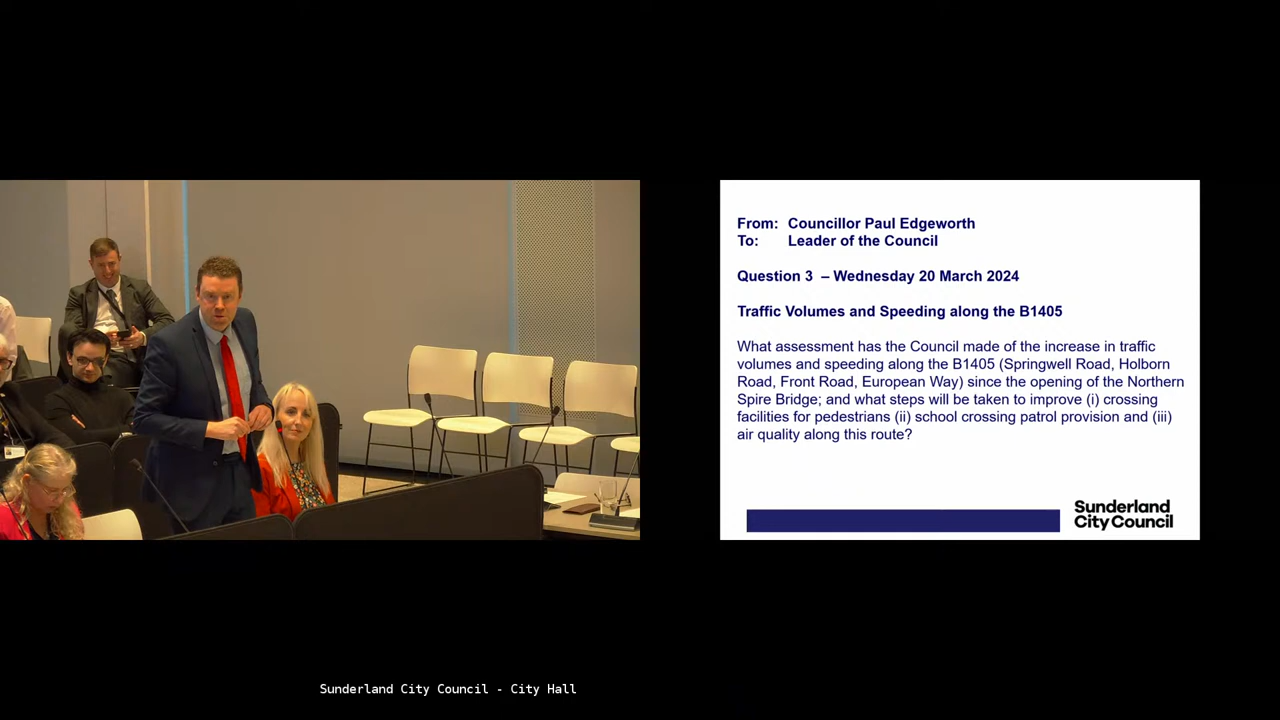 From: Councillor Paul Edgeworth
To: Leader of the Council
Question 3 – Wednesday 20 March 2024
Traffic Volumes and Speeding along the B1405
What assessment has the Council made of the increase in traffic
volumes and speeding along the B1405 (Springwell Road, Holborn
Road, Front Road, European Way) since the opening of the Northern
Spire Bridge; and what steps will be taken to improve (i) crossing
facilities for pedestrians (ii) school crossing patrol provision and (iii)
air quality along this route?
Sunderland
City Council
Sunderland City Council - City Hall